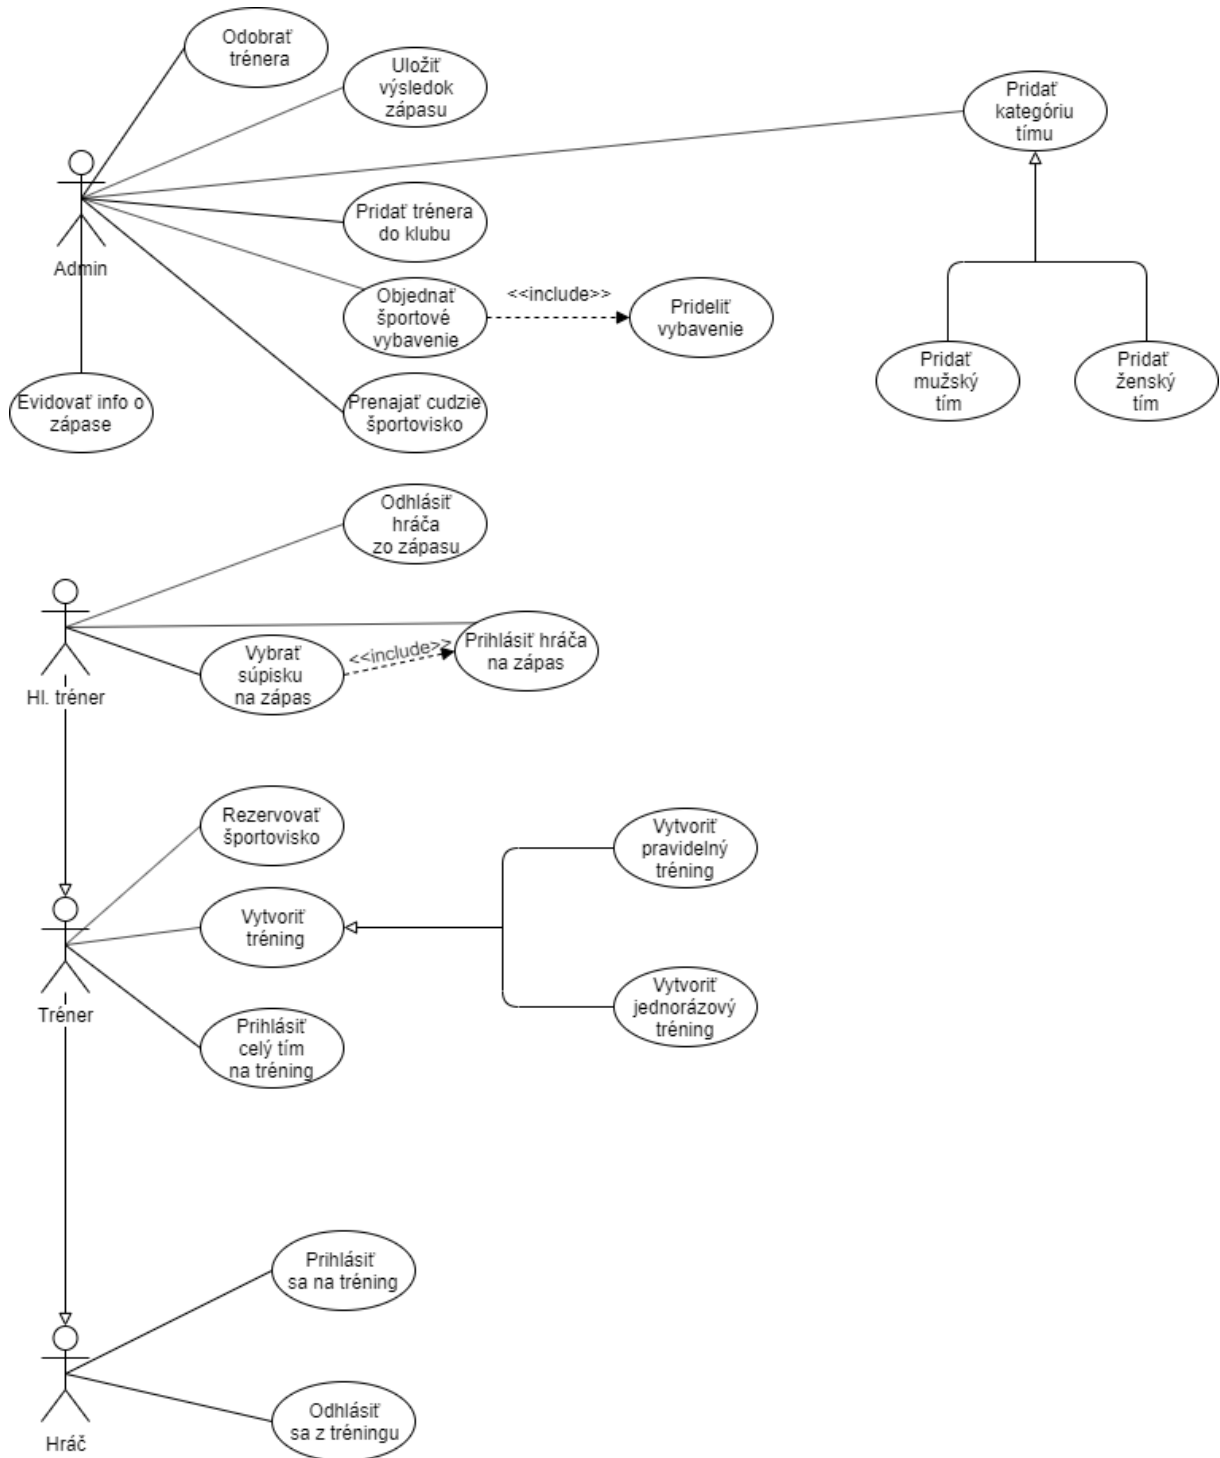 Odobrať
trénera
Uložiť
výsledok
zápasu
Pridať
kategóriu
tímu
Admin
Pridať trénera
do klubu
Objednať
športové
vybavenie
<<include>>
Prideliť
vybavenie
Pridať
mužský
tím
Pridať
ženský
tím
Evidovať info o
zápase
Prenajať cudzie
športovisko
Odhlásiť
hráča
zo zápasu
Hl. tréner
Vybrať
súpisku
na zápas
<<include>>
Prihlásiť hráča
na zápas
Rezervovať
športovisko
Vytvoriť
tréning
Vytvoriť
pravidelný
tréning
Vytvoriť
jednorázový
tréning
Tréner
Prihlásiť
celý tím
na tréning
Prihlásiť
sa na tréning
Odhlásiť
sa z tréningu
Hráč